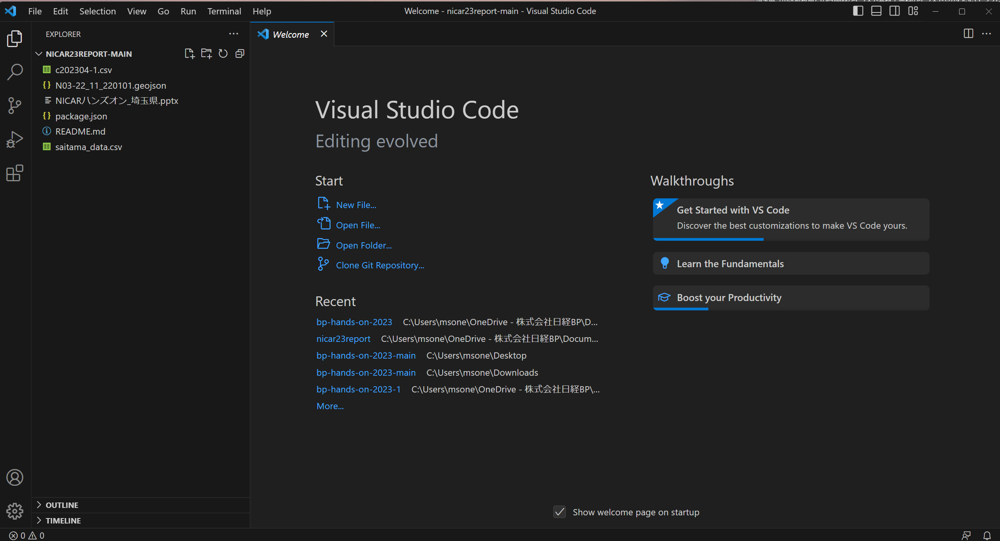 File Edit Selection View Go Run Terminal Help
Welcome - nicar23report-main - Visual Studio Code
EXPLORER
NICAR23REPORT-MAIN
c202304-1.csv
N03-22_11_220101.geojson
NICARハンズオン_埼玉県.pptx
package.json
README.md
saitama_data.csv
OUTLINE
TIMELINE
Welcome
Visual Studio Code
Editing evolved
Start
New File...
Open File...
Open Folder...
Clone Git Repository...
Recent
bp-hands-on-2023 C:\Users\msone\OneDrive - 株式会社日経BP\D...
nicar23report C:\Users\msone\OneDrive - 株式会社日経BP\Docum...
bp-hands-on-2023-main C:\Users\msone\Desktop
bp-hands-on-2023-main C:\Users\msone\Downloads
bp-hands-on-2023-1 C:\Users\msone\OneDrive - 株式会社日経BP\...
More...
Walkthroughs
Get Started with VS Code
Discover the best customizations to make VS Code yours.
Learn the Fundamentals
Boost your Productivity
Show welcome page on startup
0 0